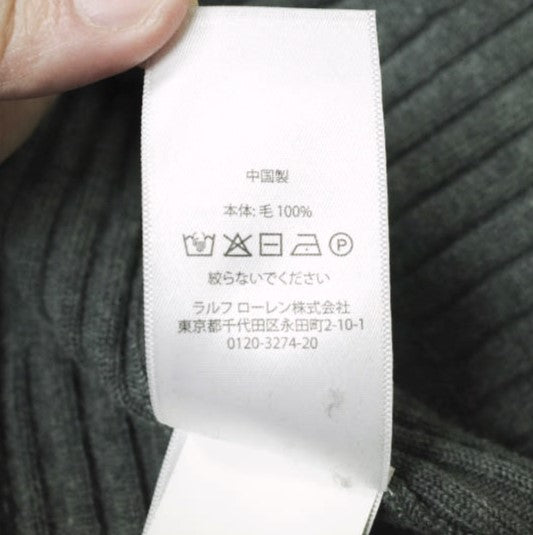 中国製
本体: 毛 100%
P
絞らないでください
ラルフ ローレン株式会社
東京都千代田区永田町2-10-1
0120-3274-20